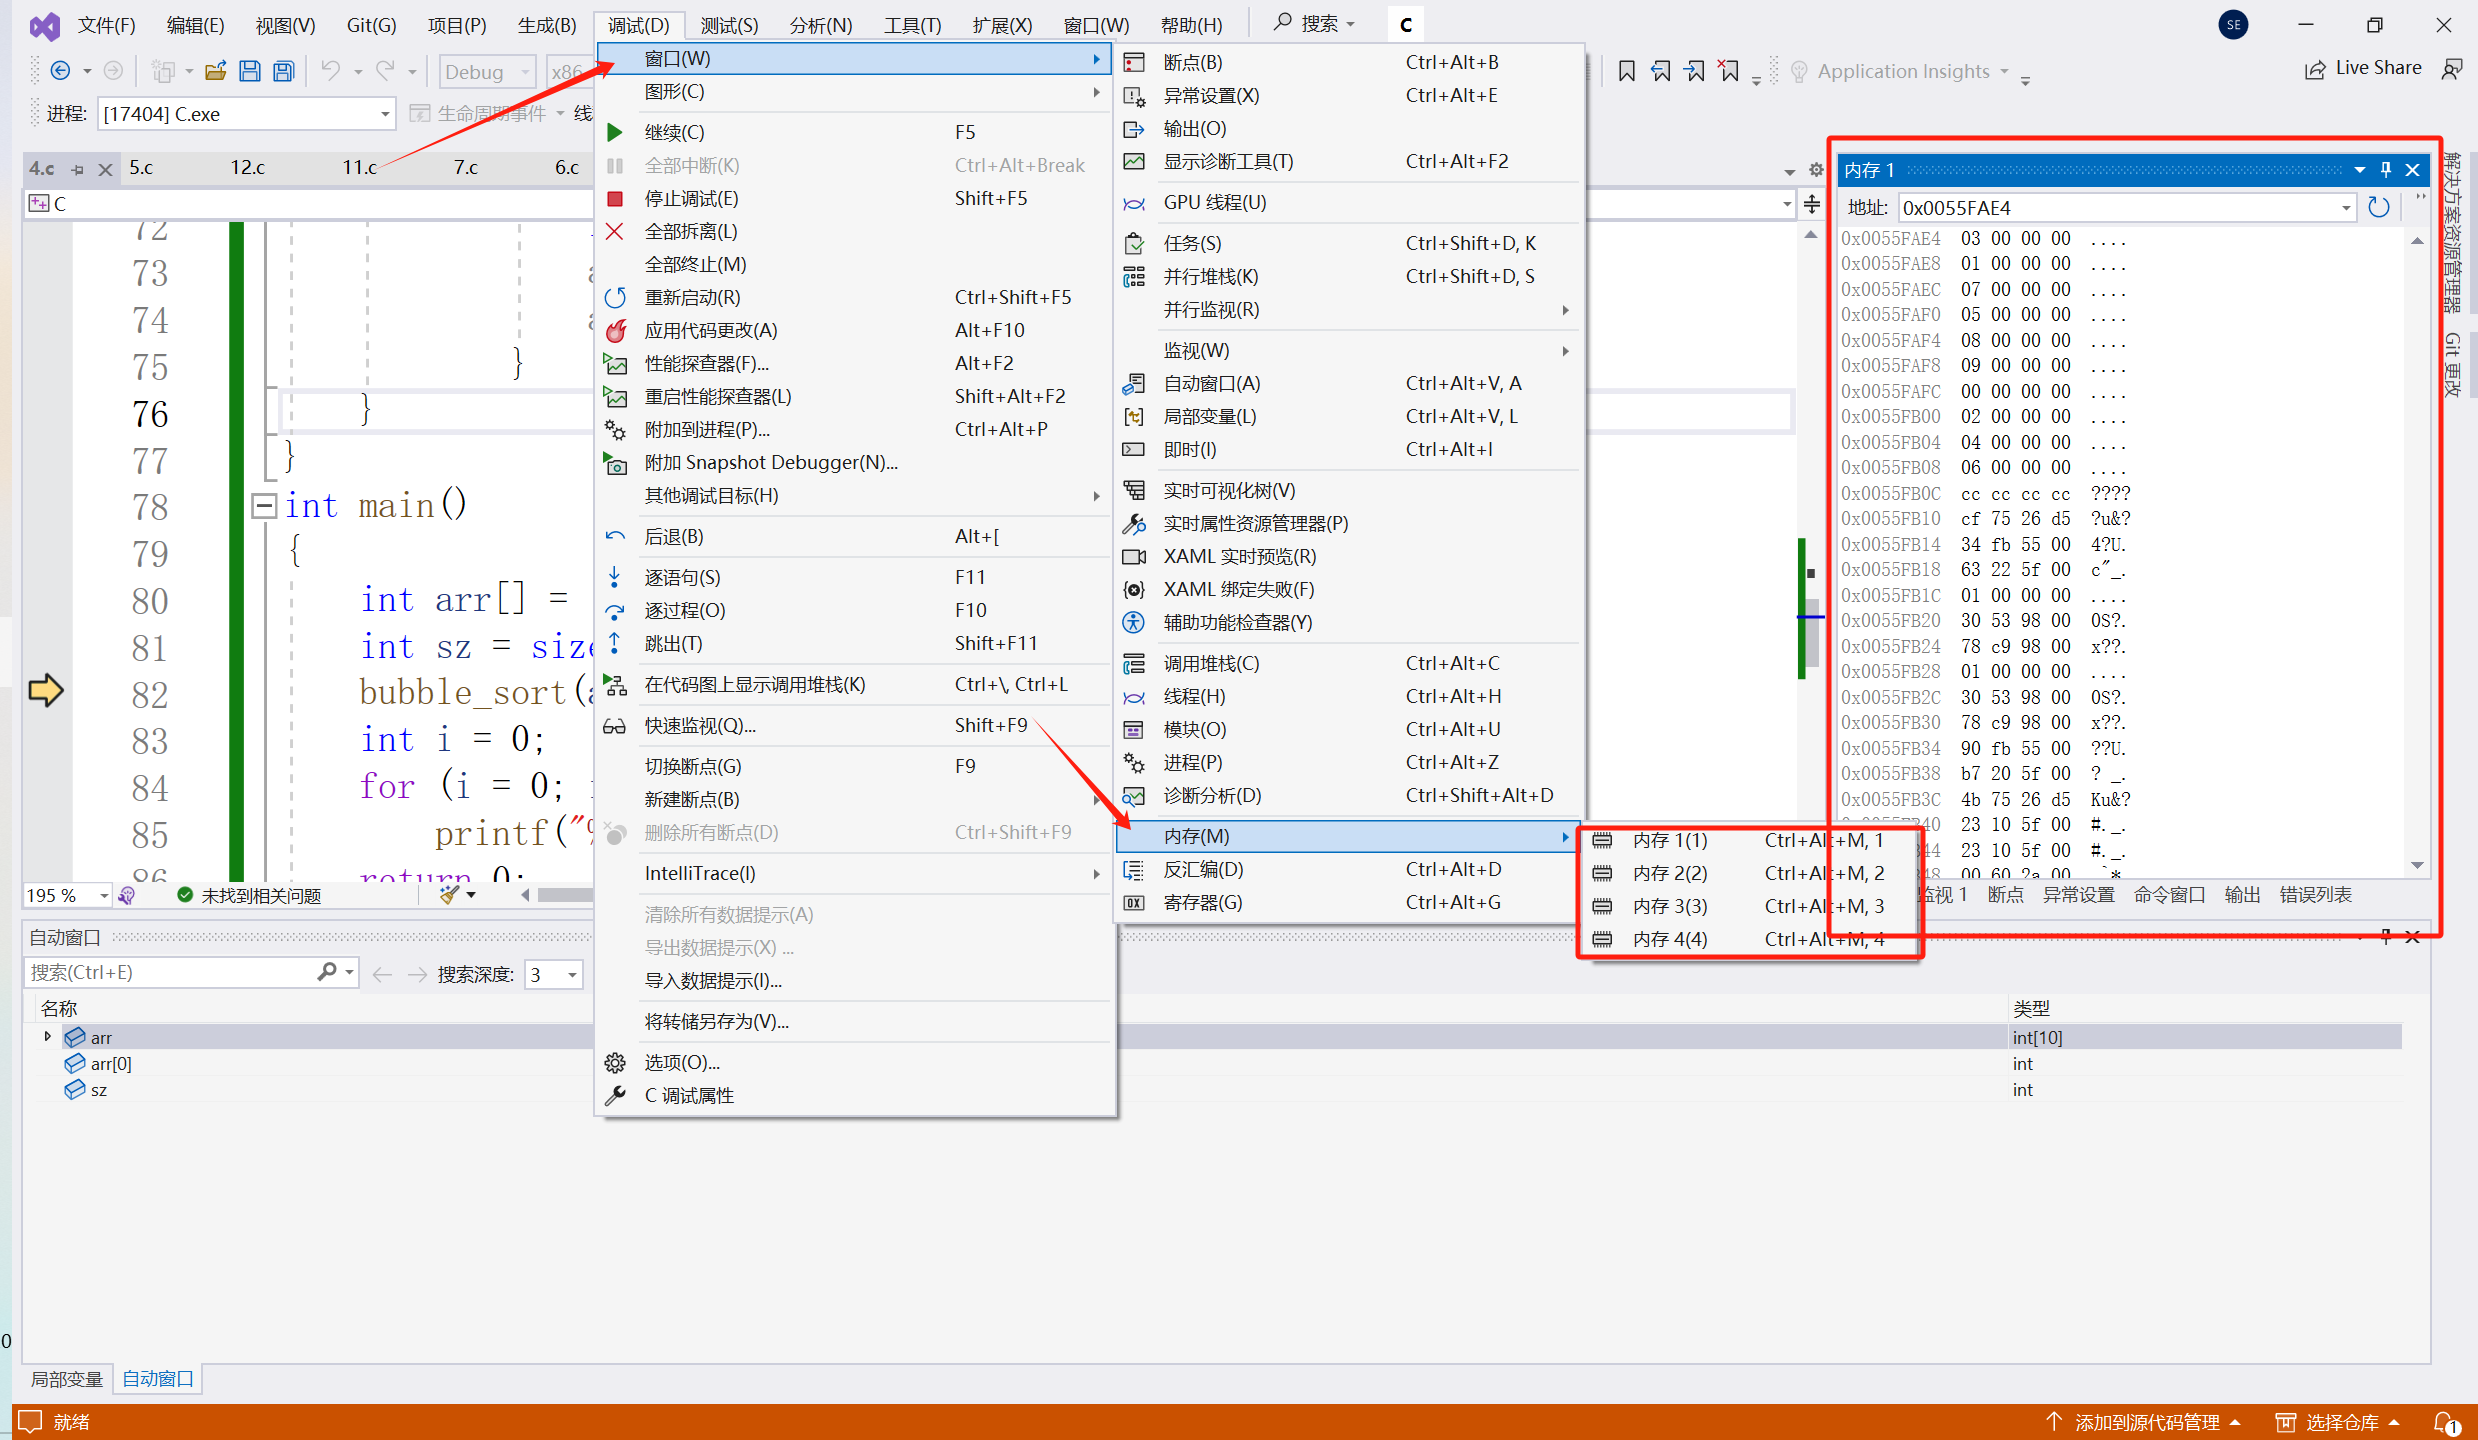 文件(F) 编辑(E) 视图(V) Git(G) 项目(P) 生成(B) 调试(D) 测试(S) 分析(N) 工具(T) 扩展(X) 窗口(W) 帮助(H) 搜索 C SE
Debug x86 Application Insights Live Share
进程: [17404] C.exe 生命周期事件
4.c 5.c 12.c 11.c 7.c 6.c
C
72
73
74
75 }
76 }
77 }
78 int main()
79 {
80 int arr[] =
81 int sz = size
82 bubble_sort(a
83 int i = 0;
84 for (i = 0; i
85 printf("%
86 return 0;
195 % 未找到相关问题
窗口(W)
图形(C)
继续(C) F5
全部中断(K) Ctrl+Alt+Break
停止调试(E) Shift+F5
全部拆离(L)
全部终止(M)
重新启动(R) Ctrl+Shift+F5
应用代码更改(A) Alt+F10
性能探查器(F)... Alt+F2
重启性能探查器(L) Shift+Alt+F2
附加到进程(P)... Ctrl+Alt+P
附加 Snapshot Debugger(N)...
其他调试目标(H)
后退(B) Alt+[
逐语句(S) F11
逐过程(O) F10
跳出(T) Shift+F11
在代码图上显示调用堆栈(K) Ctrl+\, Ctrl+L
快速监视(Q)... Shift+F9
切换断点(G) F9
新建断点(B)
删除所有断点(D) Ctrl+Shift+F9
IntelliTrace(I)
清除所有数据提示(A)
导出数据提示(X) ...
导入数据提示(I)...
将转储另存为(V)...
选项(O)...
C 调试属性
断点(B) Ctrl+Alt+B
异常设置(X) Ctrl+Alt+E
输出(O)
显示诊断工具(T) Ctrl+Alt+F2
GPU 线程(U)
任务(S) Ctrl+Shift+D, K
并行堆栈(K) Ctrl+Shift+D, S
并行监视(R)
监视(W)
自动窗口(A) Ctrl+Alt+V, A
局部变量(L) Ctrl+Alt+V, L
即时(I) Ctrl+Alt+I
实时可视化树(V)
实时属性资源管理器(P)
XAML 实时预览(R)
XAML 绑定失败(F)
辅助功能检查器(Y)
调用堆栈(C) Ctrl+Alt+C
线程(H) Ctrl+Alt+H
模块(O) Ctrl+Alt+U
进程(P) Ctrl+Alt+Z
诊断分析(D) Ctrl+Shift+Alt+D
内存(M)
反汇编(D) Ctrl+Alt+D
寄存器(G) Ctrl+Alt+G
内存 1(1) Ctrl+Alt+M, 1
内存 2(2) Ctrl+Alt+M, 2
内存 3(3) Ctrl+Alt+M, 3
内存 4(4) Ctrl+Alt+M, 4
内存 1
地址: 0x0055FAE4
0x0055FAE4 03 00 00 00 ....
0x0055FAE8 01 00 00 00 ....
0x0055FAEC 07 00 00 00 ....
0x0055FAF0 05 00 00 00 ....
0x0055FAF4 08 00 00 00 ....
0x0055FAF8 09 00 00 00 ....
0x0055FAFC 00 00 00 00 ....
0x0055FB00 02 00 00 00 ....
0x0055FB04 04 00 00 00 ....
0x0055FB08 06 00 00 00 ....
0x0055FB0C cc cc cc cc ????
0x0055FB10 cf 75 26 d5 ?u&?
0x0055FB14 34 fb 55 00 4?U.
0x0055FB18 63 22 5f 00 c"_.
0x0055FB1C 01 00 00 00 ....
0x0055FB20 30 53 98 00 0S?.
0x0055FB24 78 c9 98 00 x??.
0x0055FB28 01 00 00 00 ....
0x0055FB2C 30 53 98 00 0S?.
0x0055FB30 78 c9 98 00 x??.
0x0055FB34 90 fb 55 00 ??U.
0x0055FB38 b7 20 5f 00 ? _.
0x0055FB3C 4b 75 26 d5 Ku&?
B40 23 10 5f 00 #._.
B44 23 10 5f 00 #._.
B48 00 60 2a 00 .`*.
监视 1 断点 异常设置 命令窗口 输出 错误列表
解决方案资源管理器
Git 更改
自动窗口
搜索(Ctrl+E) 搜索深度: 3
名称 类型
arr int[10]
arr[0] int
sz int
0
局部变量 自动窗口
就绪 添加到源代码管理 选择仓库 1